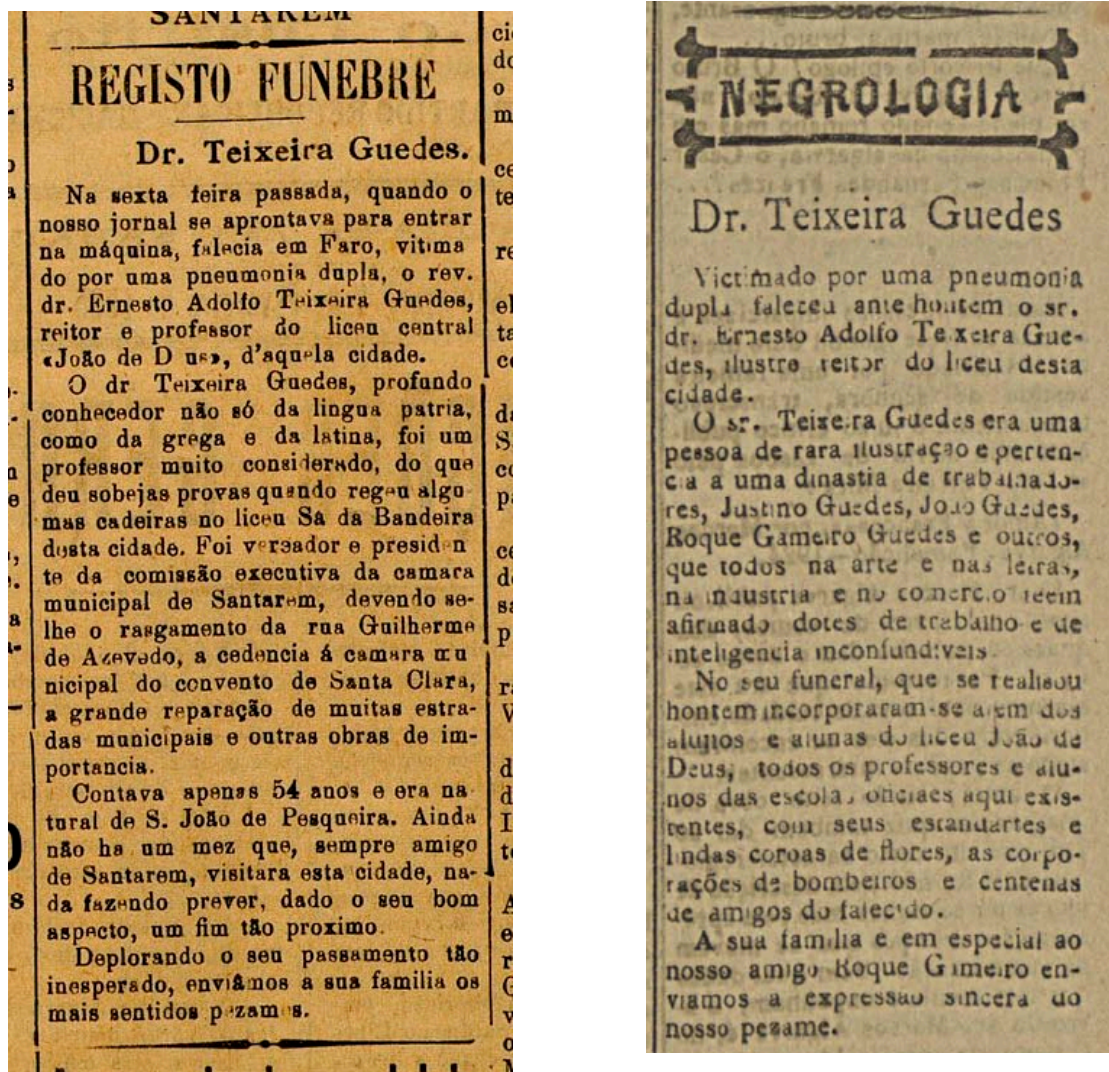 SANTAREM
REGISTO FUNEBRE
Dr. Teixeira Guedes.
Na sexta feira passada, quando o
nosso jornal se aprontava para entrar
na máquina, falecia em Faro, vitima
do por uma pneumonia dupla, o rev.
dr. Ernesto Adolfo Teixeira Guedes,
reitor e professor do liceu central
«João de D us», d'aquela cidade.
O dr Teixeira Guedes, profundo
conhecedor não só da lingua patria,
como da grega e da latina, foi um
professor muito considerado, do que
deu sobejas provas quando regeu algu
mas cadeiras no liceu Sá da Bandeira
desta cidade. Foi vereador e presiden
te da comissão executiva da camara
municipal de Santarem, devendo se-
lhe o rasgamento da rua Guilherme
de Azevedo, a cedencia á camara mu
nicipal do convento de Santa Clara,
a grande reparação de muitas estra-
das municipais e outras obras de im-
portancia.
Contava apenas 54 anos e era na
tural de S. João de Pesqueira. Ainda
não ha um mez que, sempre amigo
de Santarem, visitara esta cidade, na-
da fazendo prever, dado o seu bom
aspecto, um fim tão proximo.
Deplorando o seu passamento tão
inesperado, enviâmos a sua familia os
mais sentidos pezames.
NEGROLOGIA
Dr. Teixeira Guedes
Victimado por uma pneumonia
dupla faleceu ante hontem o sr.
dr. Ernesto Adolfo Teixeira Gue-
des, ilustre reitor do liceu desta
cidade.
O sr. Teixeira Guedes era uma
pessoa de rara ilustração e perten-
cia a uma dinastia de trabalhado-
res, Justino Guedes, João Guedes,
Roque Gameiro Guedes e outros,
que todos na arte e nas letras,
na industria e no comercio teem
afirmado dotes de trabalho e de
inteligencia inconfundiveis.
No seu funeral, que se realisou
hontem incorporaram-se alem dos
alunos e alunas do liceu João de
Deus, todos os professores e alu-
nos das escolas oficiaes aqui exis-
tentes, com seus estandartes e
lindas coroas de flores, as corpo-
rações de bombeiros e centenas
de amigos do falecido.
A sua familia e em especial ao
nosso amigo Roque Gameiro en-
viamos a expressão sincera do
nosso pezame.